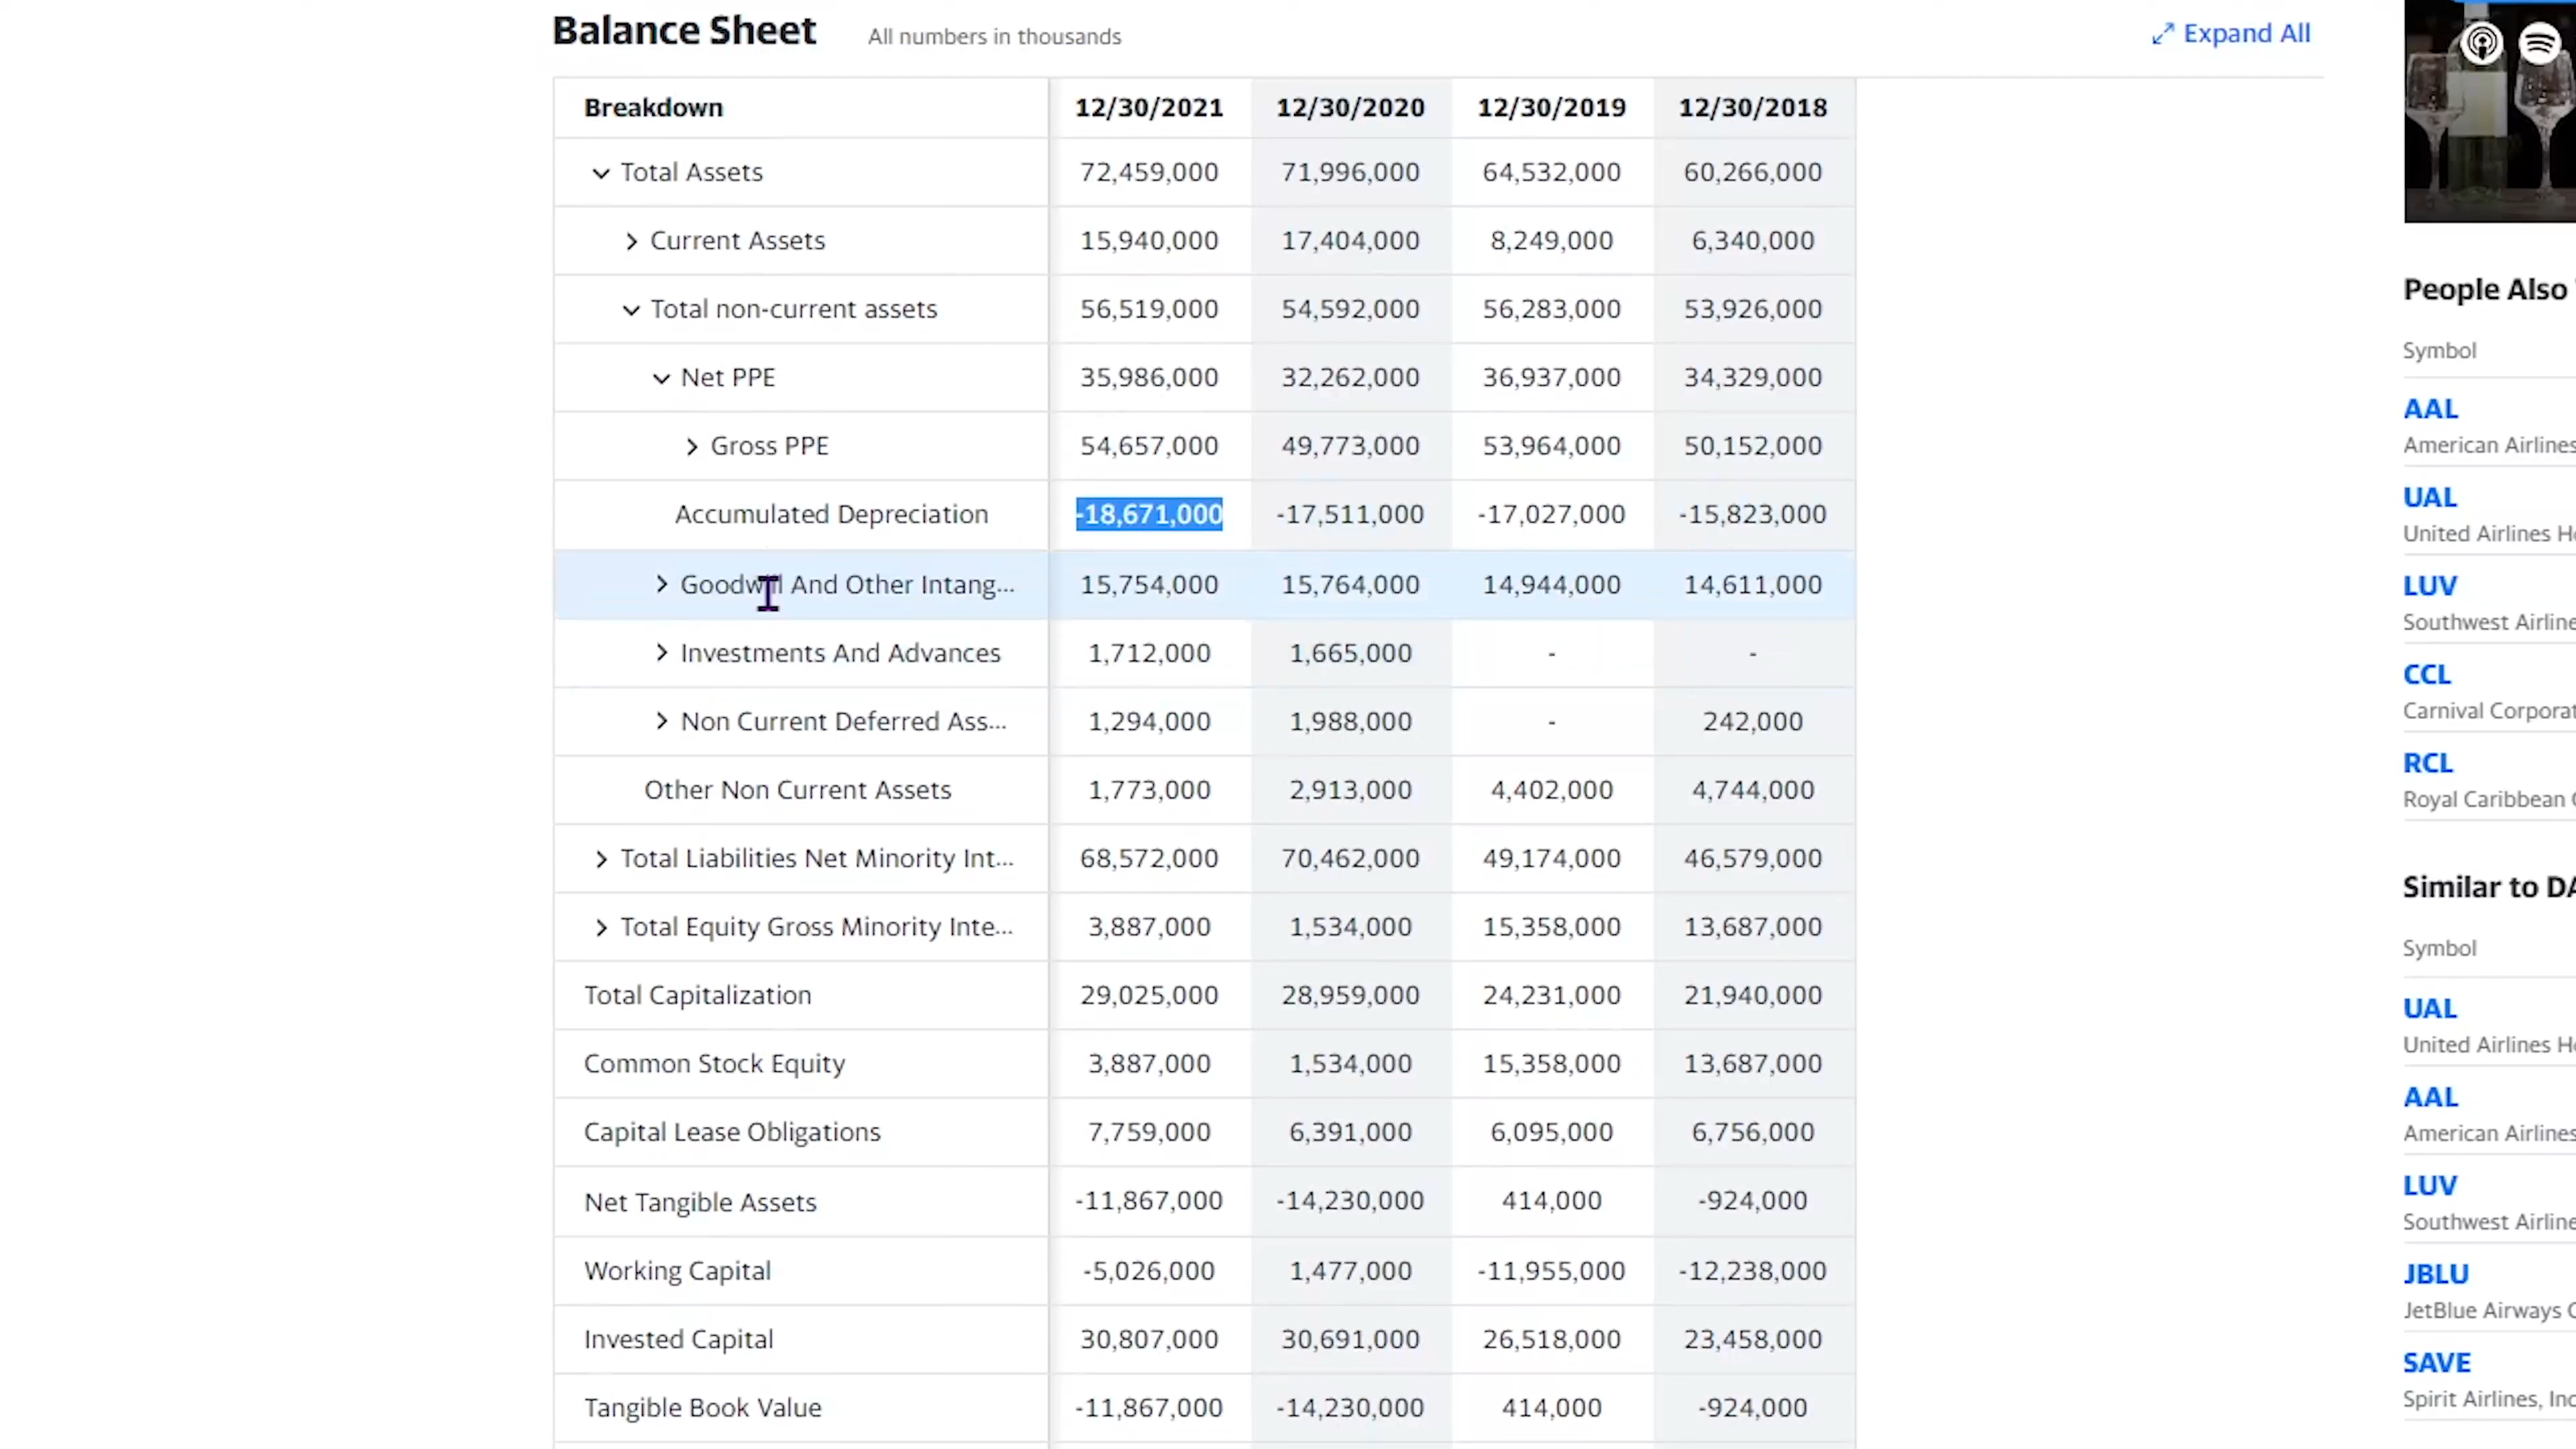 Balance Sheet All numbers in thousands Expand All
Breakdown 12/30/2021 12/30/2020 12/30/2019 12/30/2018
Total Assets 72,459,000 71,996,000 64,532,000 60,266,000
Current Assets 15,940,000 17,404,000 8,249,000 6,340,000
Total non-current assets 56,519,000 54,592,000 56,283,000 53,926,000
Net PPE 35,986,000 32,262,000 36,937,000 34,329,000
Gross PPE 54,657,000 49,773,000 53,964,000 50,152,000
Accumulated Depreciation -18,671,000 -17,511,000 -17,027,000 -15,823,000
Goodwill And Other Intang... 15,754,000 15,764,000 14,944,000 14,611,000
Investments And Advances 1,712,000 1,665,000 - -
Non Current Deferred Ass... 1,294,000 1,988,000 - 242,000
Other Non Current Assets 1,773,000 2,913,000 4,402,000 4,744,000
Total Liabilities Net Minority Int... 68,572,000 70,462,000 49,174,000 46,579,000
Total Equity Gross Minority Inte... 3,887,000 1,534,000 15,358,000 13,687,000
Total Capitalization 29,025,000 28,959,000 24,231,000 21,940,000
Common Stock Equity 3,887,000 1,534,000 15,358,000 13,687,000
Capital Lease Obligations 7,759,000 6,391,000 6,095,000 6,756,000
Net Tangible Assets -11,867,000 -14,230,000 414,000 -924,000
Working Capital -5,026,000 1,477,000 -11,955,000 -12,238,000
Invested Capital 30,807,000 30,691,000 26,518,000 23,458,000
Tangible Book Value -11,867,000 -14,230,000 414,000 -924,000
People Also
Symbol
AAL
American Airlines
UAL
United Airlines
LUV
Southwest Airline
CCL
Carnival Corporat
RCL
Royal Caribbean
Similar to DA
Symbol
UAL
United Airlines
AAL
American Airlines
LUV
Southwest Airline
JBLU
JetBlue Airways
SAVE
Spirit Airlines, Inc